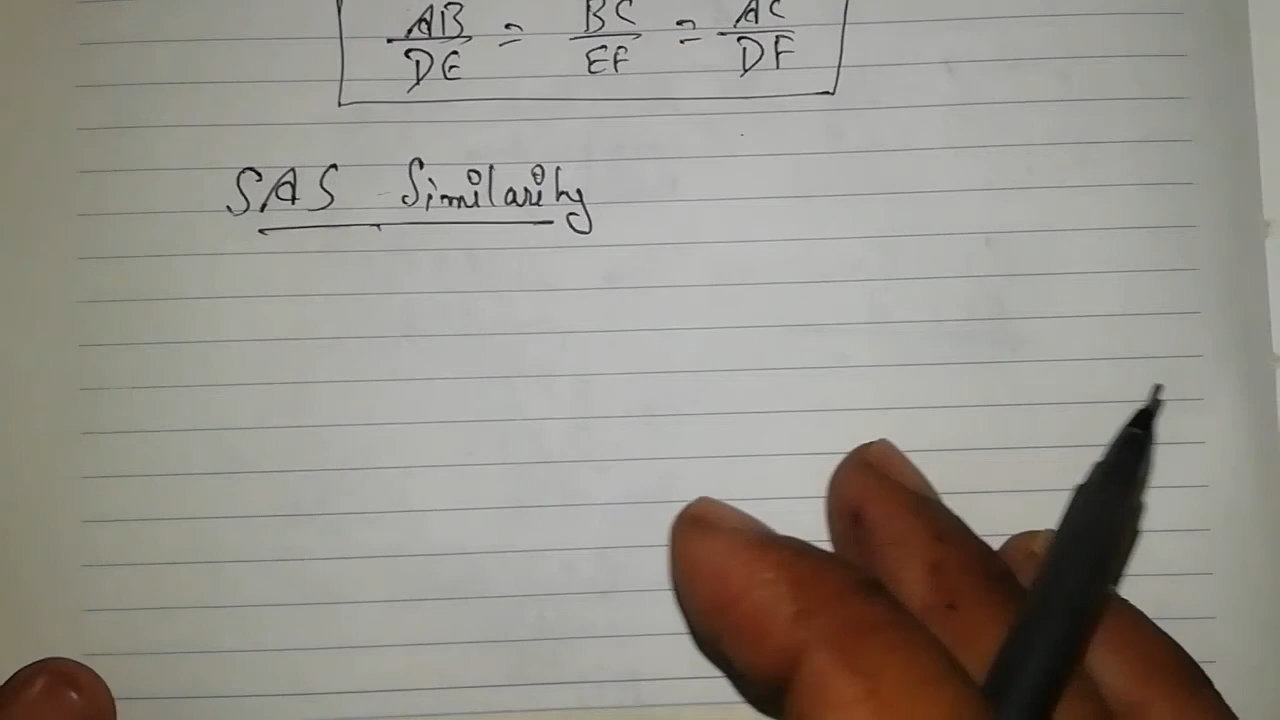 AB/DE = BC/EF = AC/DF
SAS Similarity